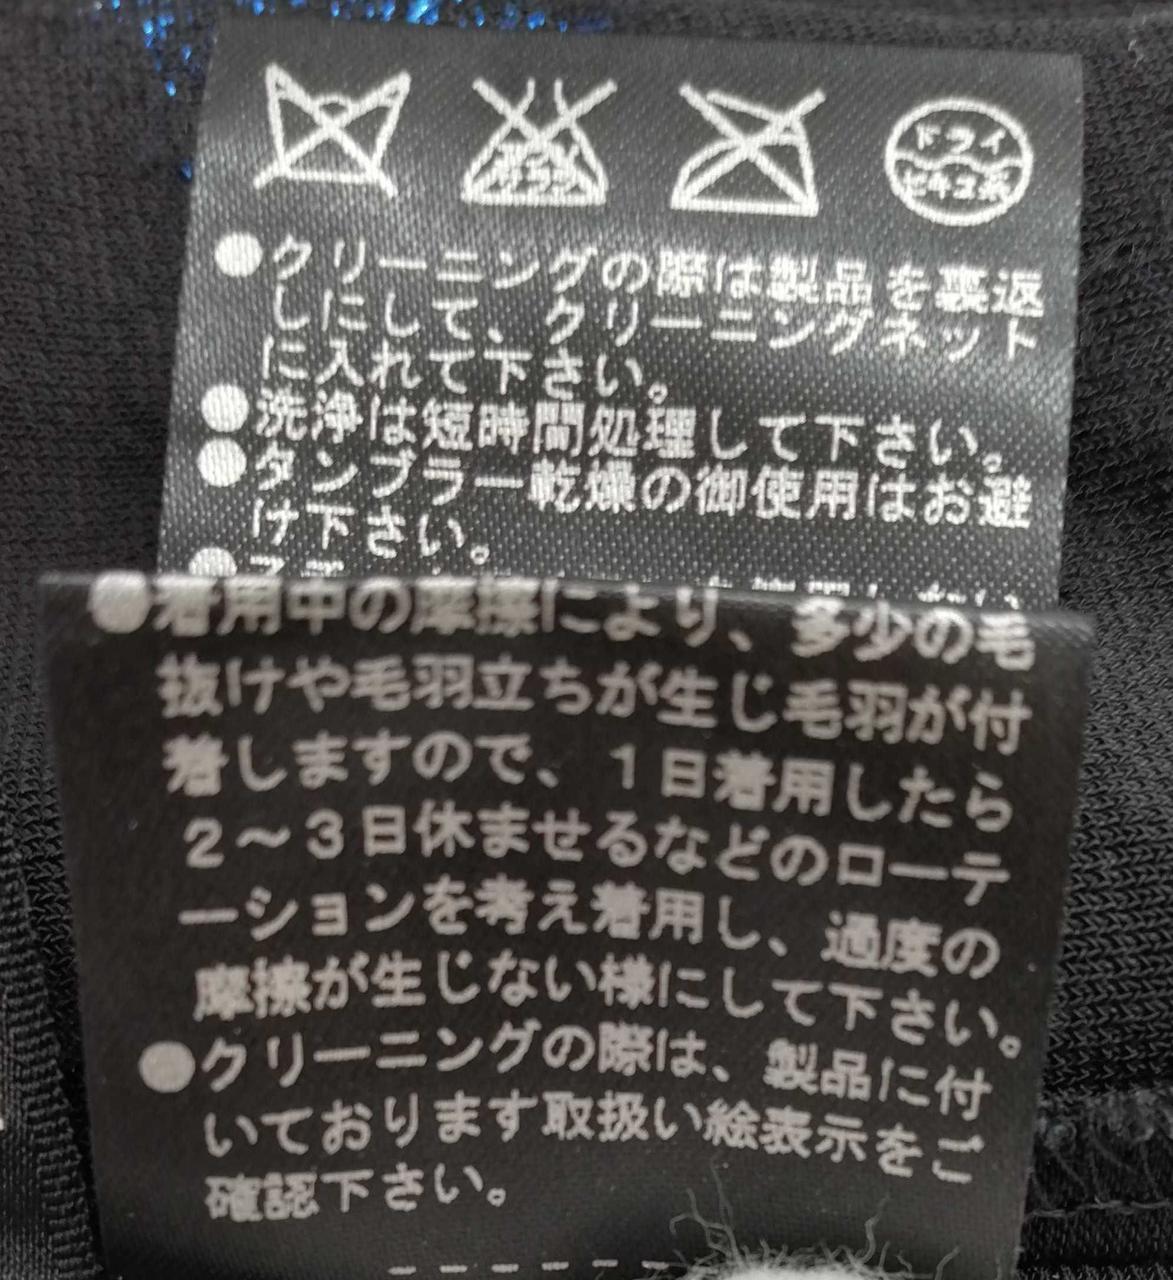 エンソ
サラシ
ドライ
セキユ系
●クリーニングの際は製品を裏返
しにして、クリーニングネット
に入れて下さい。
●洗浄は短時間処理して下さい。
●タンブラー乾燥の御使用はお避
け下さい。
●着用中の摩擦により、多少の毛
抜けや毛羽立ちが生じ毛羽が付
着しますので、1日着用したら
2～3日休ませるなどのローテ
ーションを考え着用し、過度の
摩擦が生じない様にして下さい。
●クリーニングの際は、製品に付
いております取扱い絵表示をご
確認下さい。